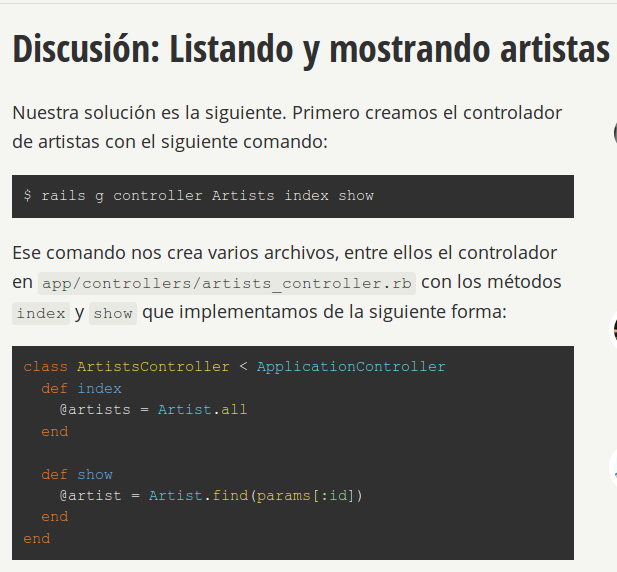 Discusión: Listando y mostrando artistas
Nuestra solución es la siguiente. Primero creamos el controlador
de artistas con el siguiente comando:
$ rails g controller Artists index show
Ese comando nos crea varios archivos, entre ellos el controlador
en app/controllers/artists_controller.rb con los métodos
index y show que implementamos de la siguiente forma:
class ArtistsController < ApplicationController
  def index
    @artists = Artist.all
  end

  def show
    @artist = Artist.find(params[:id])
  end
end